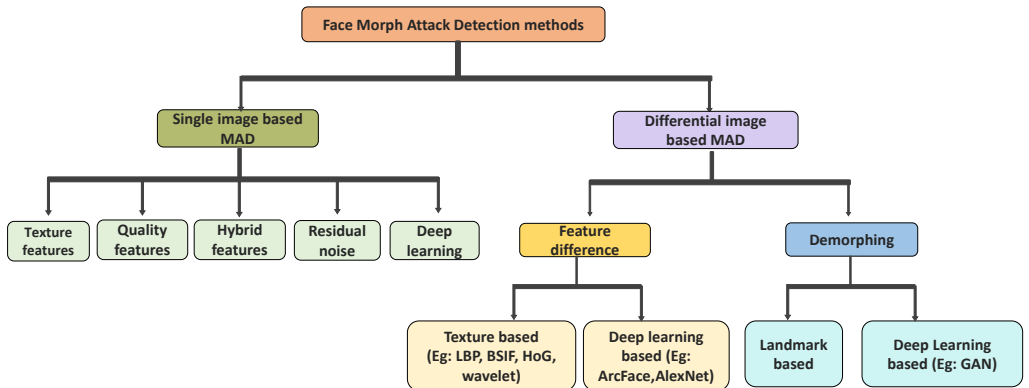 Face Morph Attack Detection methods
Single image based
MAD
Differential image
based MAD
Texture
features
Quality
features
Hybrid
features
Residual
noise
Deep
learning
Feature
difference
Demorphing
Texture based
(Eg: LBP, BSIF, HoG,
wavelet)
Deep learning
based (Eg:
ArcFace,AlexNet)
Landmark
based
Deep Learning
based (Eg: GAN)